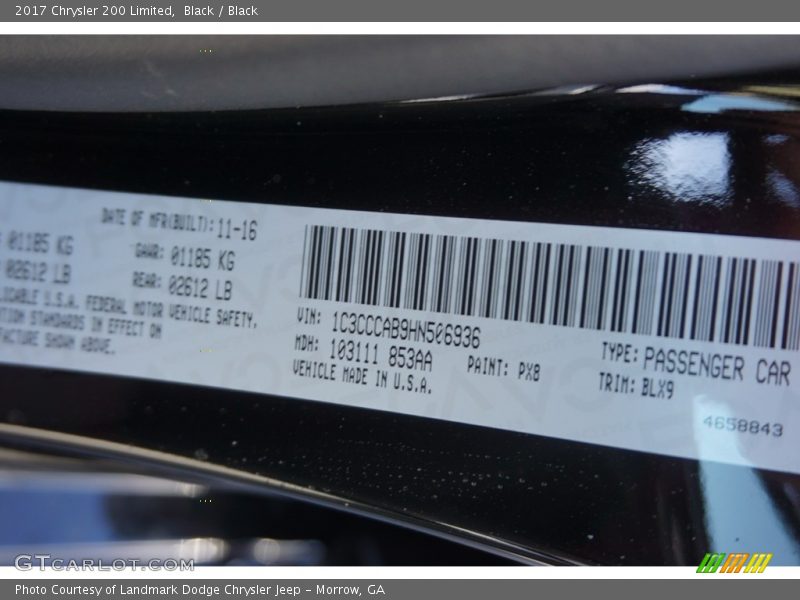 2017 Chrysler 200 Limited, Black / Black
DATE OF MFR(BUILT): 11-16
01185 KG GAWR: 01185 KG
02612 LB REAR: 02612 LB
U.S.A. FEDERAL MOTOR VEHICLE SAFETY,
STANDARDS IN EFFECT ON
SHOWN ABOVE.
VIN: 1C3CCCAB9HN506936
MDH: 103111 853AA PAINT: PX8
VEHICLE MADE IN U.S.A.
TYPE: PASSENGER CAR
TRIM: BLX9
4658843
GTCARLOT.COM
Photo Courtesy of Landmark Dodge Chrysler Jeep – Morrow, GA